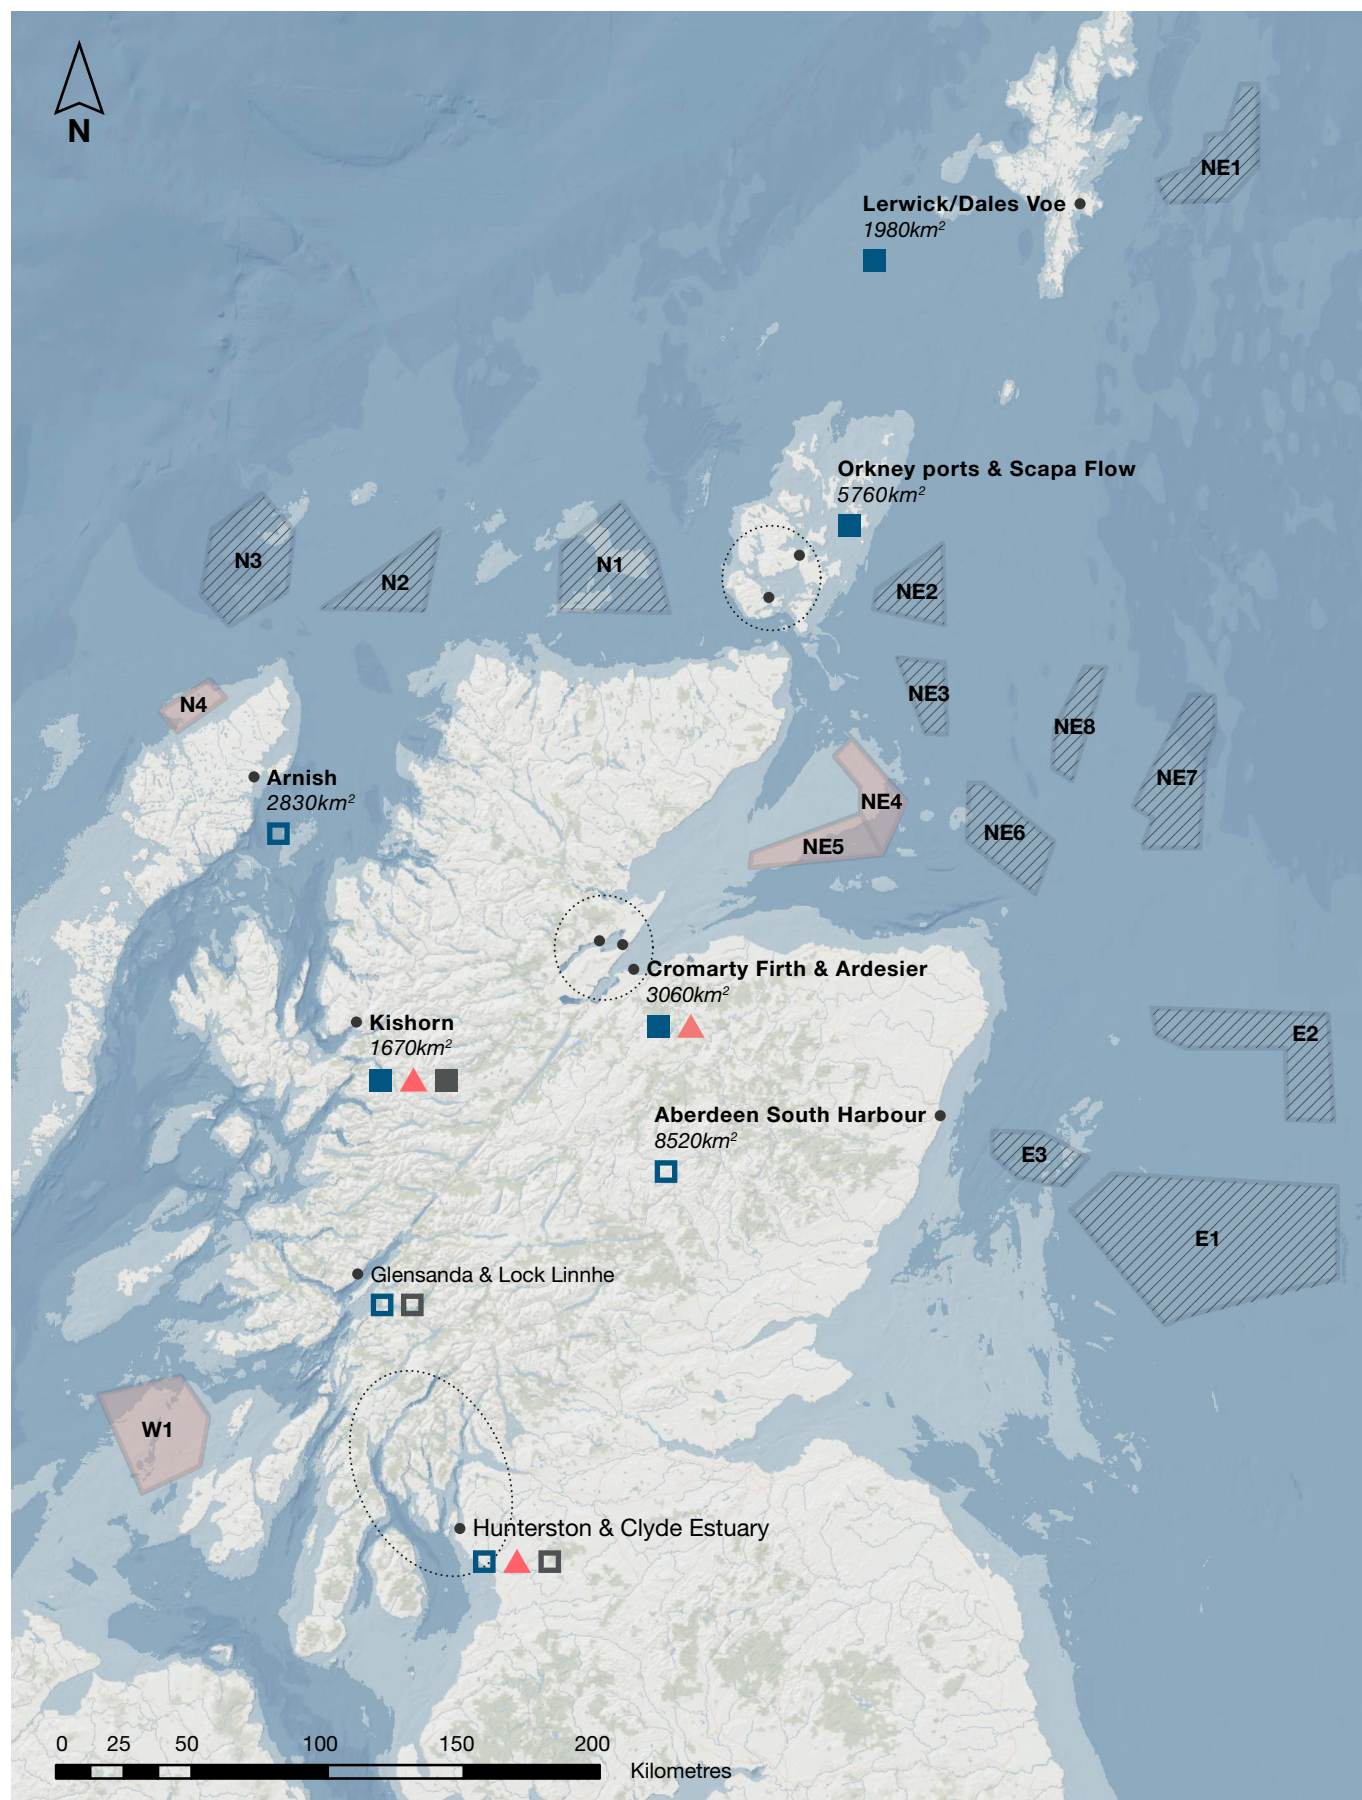 N
NE1
Lerwick/Dales Voe
1980km²
Orkney ports & Scapa Flow
5760km²
N3
N2
N1
NE2
N4
NE3
NE8
Arnish
2830km²
NE7
NE4
NE5
NE6
Cromarty Firth & Ardesier
3060km²
Kishorn
1670km²
E2
Aberdeen South Harbour
8520km²
E3
E1
Glensanda & Lock Linnhe
W1
Hunterston & Clyde Estuary
0 25 50 100 150 200
Kilometres